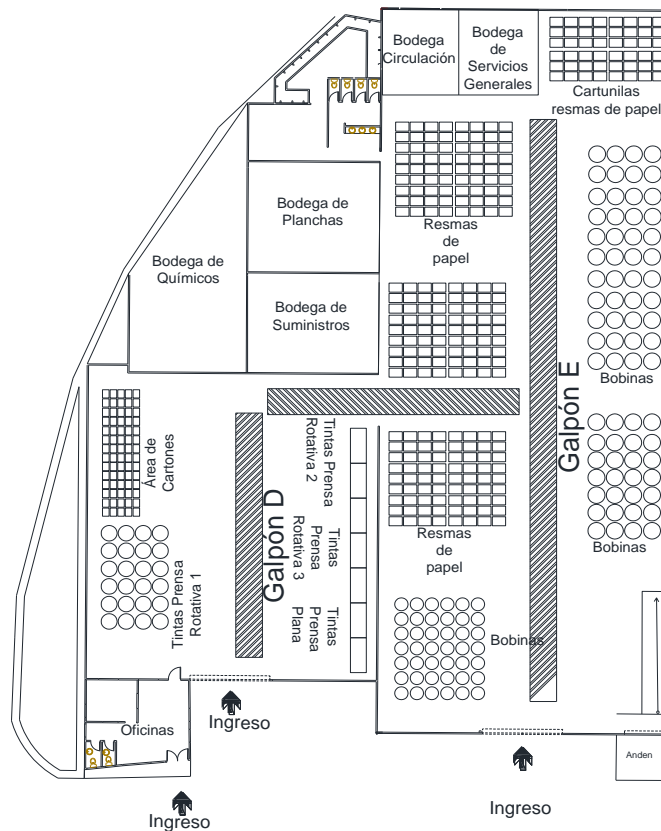 Bodega
Circulación
Bodega
de
Servicios
Generales
Cartunilas
resmas de papel
Resmas
de
papel
Bodega de
Planchas
Bodega de
Químicos
Bodega de
Suministros
Galpón E
Bobinas
Bobinas
Área de
Cartones
Tintas Prensa
Rotativa 1
Galpón D
Tintas Prensa
Rotativa 2
Tintas
Prensa
Rotativa 3
Tintas
Prensa
Plana
Resmas
de
papel
Bobinas
Oficinas
Ingreso
Ingreso
Ingreso
Anden